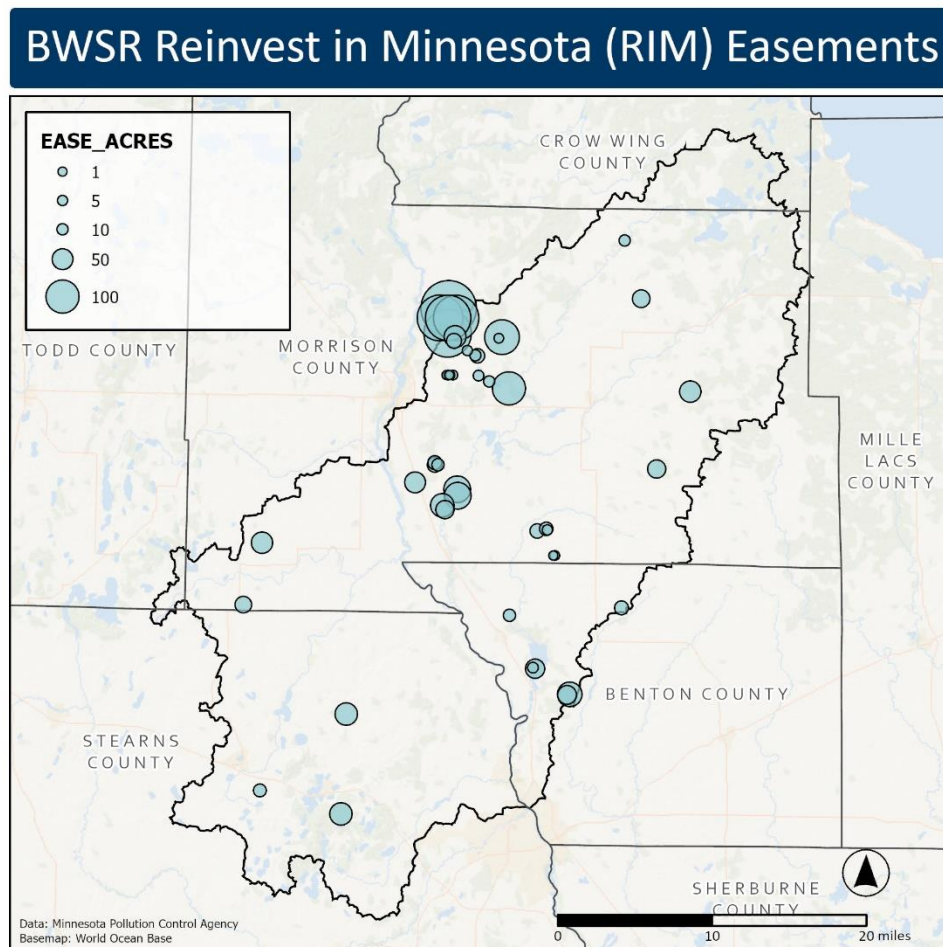 BWSR Reinvest in Minnesota (RIM) Easements
EASE_ACRES
1
5
10
50
100
CROW WING
COUNTY
TODD COUNTY
MORRISON
COUNTY
MILLE
LACS
COUNTY
BENTON COUNTY
STEARNS
COUNTY
SHERBURNE
COUNTY
Data: Minnesota Pollution Control Agency
Basemap: World Ocean Base
0
10
20 miles